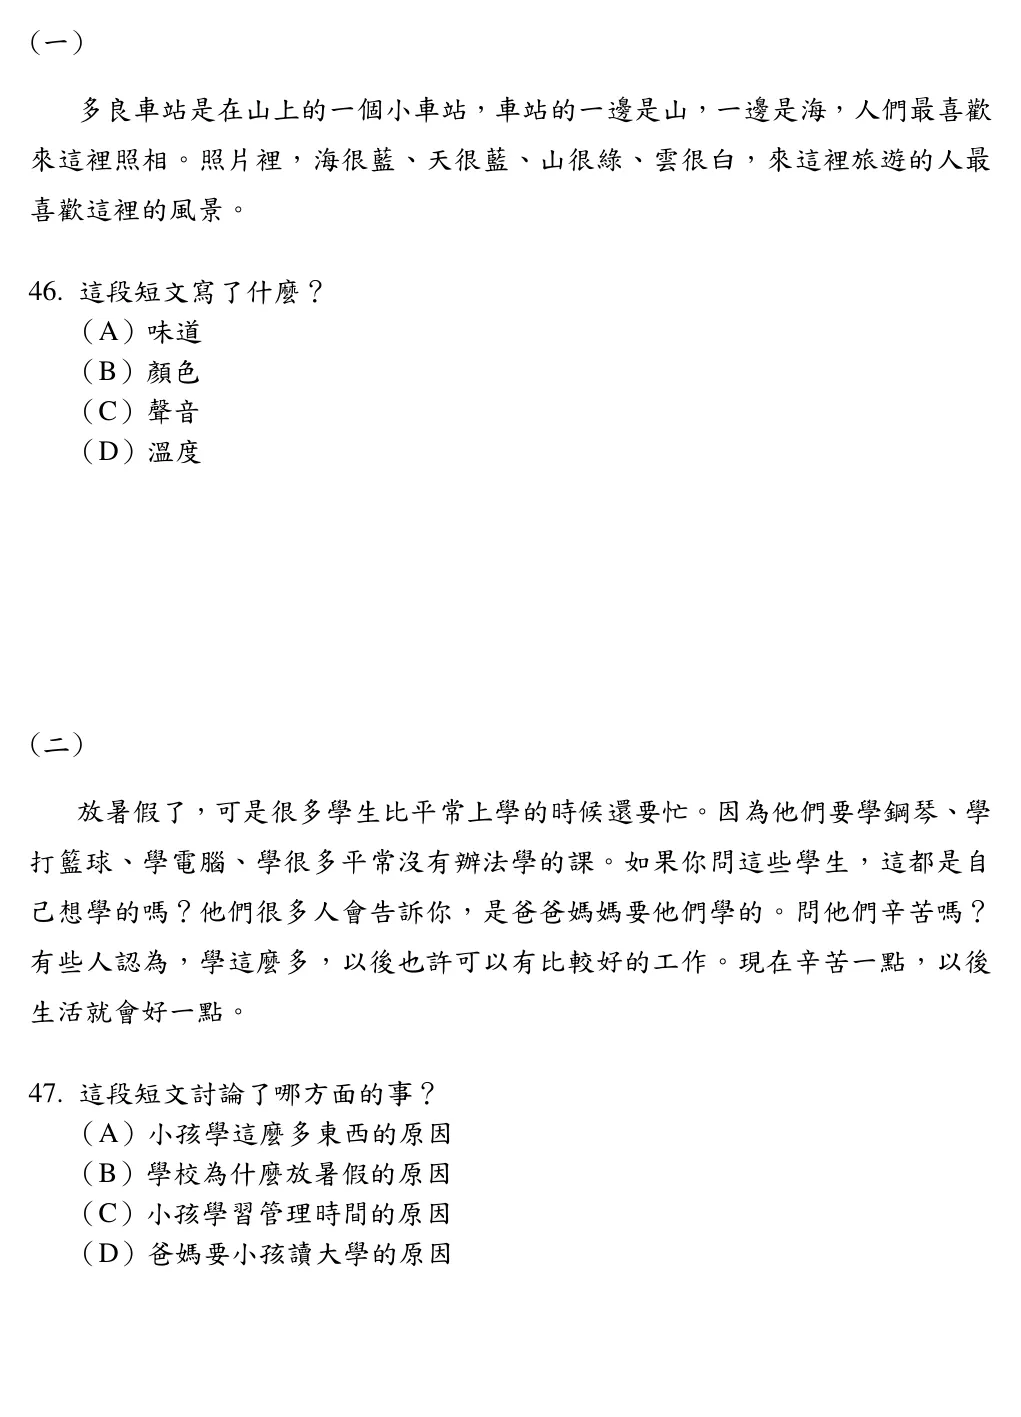 (一)
多良車站是在山上的一個小車站，車站的一邊是山，一邊是海，人們最喜歡
來這裡照相。照片裡，海很藍、天很藍、山很綠、雲很白，來這裡旅遊的人最
喜歡這裡的風景。
46. 這段短文寫了什麼？
（A）味道
（B）顏色
（C）聲音
（D）溫度
(二)
放暑假了，可是很多學生比平常上學的時候還要忙。因為他們要學鋼琴、學
打籃球、學電腦、學很多平常沒有辦法學的課。如果你問這些學生，這都是自
己想學的嗎？他們很多人會告訴你，是爸爸媽媽要他們學的。問他們辛苦嗎？
有些人認為，學這麼多，以後也許可以有比較好的工作。現在辛苦一點，以後
生活就會好一點。
47. 這段短文討論了哪方面的事？
（A）小孩學這麼多東西的原因
（B）學校為什麼放暑假的原因
（C）小孩學習管理時間的原因
（D）爸媽要小孩讀大學的原因